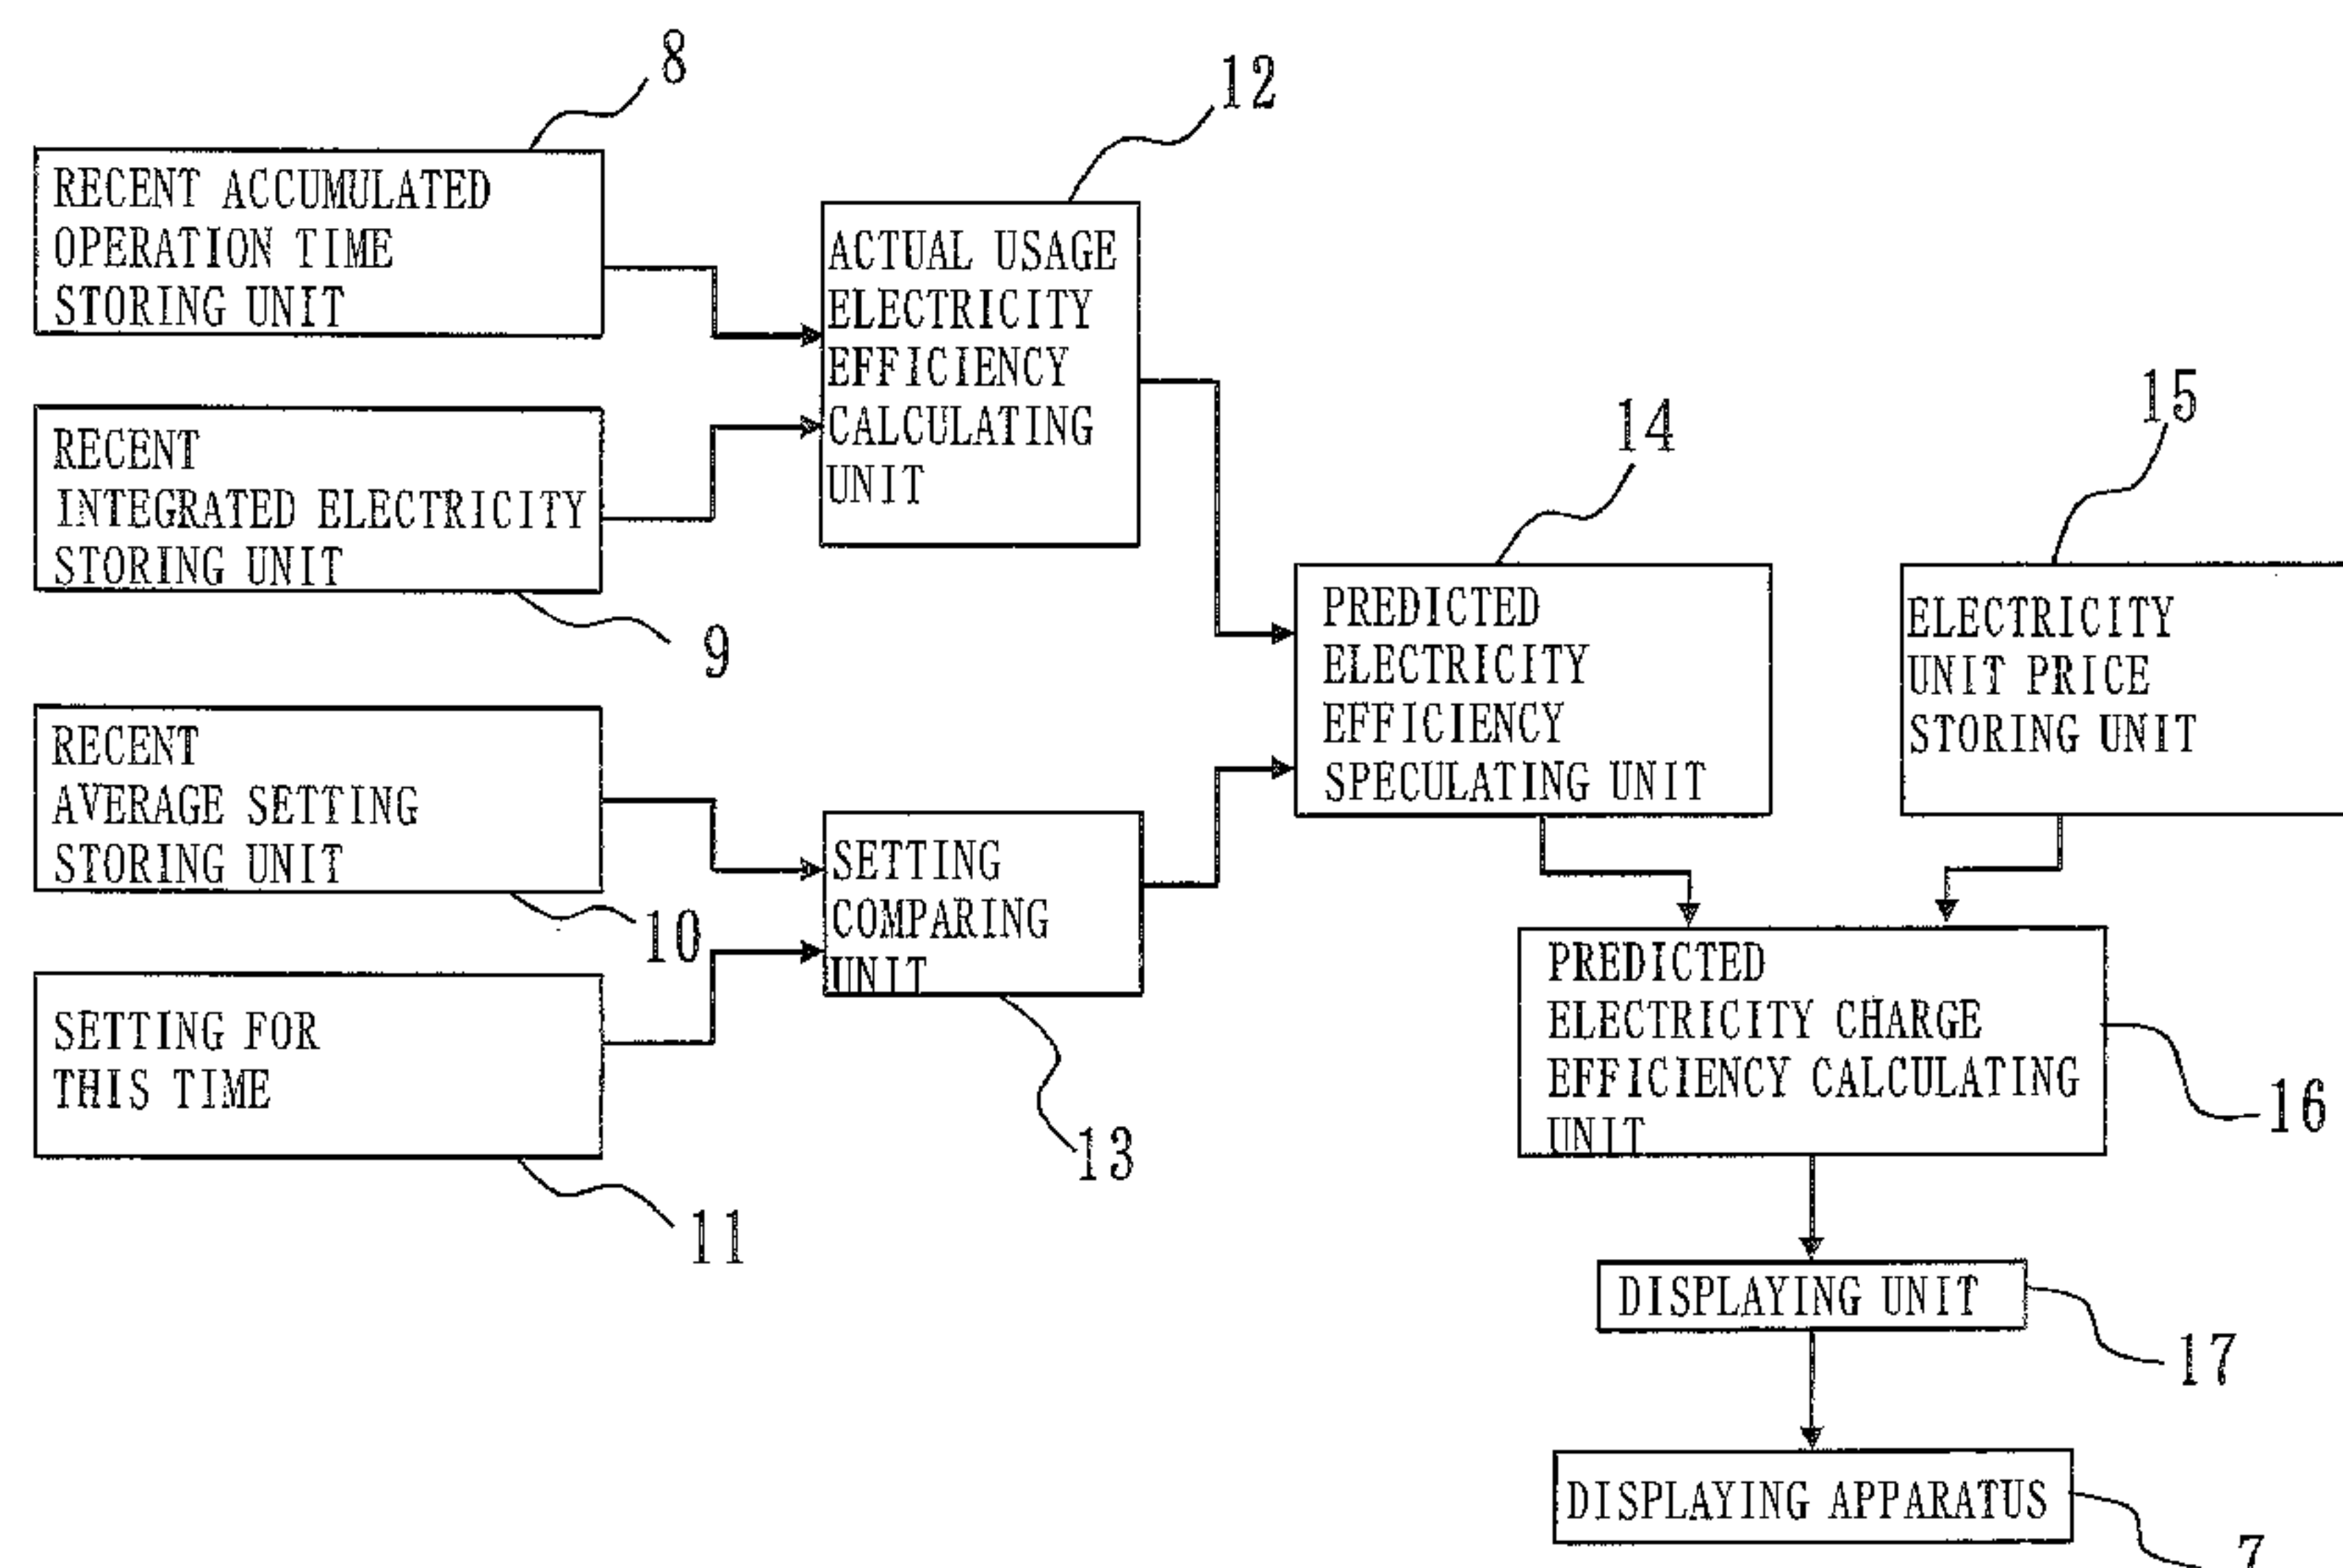 8
RECENT ACCUMULATED
OPERATION TIME
STORING UNIT
RECENT
INTEGRATED ELECTRICITY
STORING UNIT
9
RECENT
AVERAGE SETTING
STORING UNIT
10
SETTING FOR
THIS TIME
11
12
ACTUAL USAGE
ELECTRICITY
EFFICIENCY
CALCULATING
UNIT
SETTING
COMPARING
UNIT
13
14
PREDICTED
ELECTRICITY
EFFICIENCY
SPECULATING UNIT
15
ELECTRICITY
UNIT PRICE
STORING UNIT
PREDICTED
ELECTRICITY CHARGE
EFFICIENCY CALCULATING
UNIT
16
DISPLAYING UNIT
17
DISPLAYING APPARATUS
7